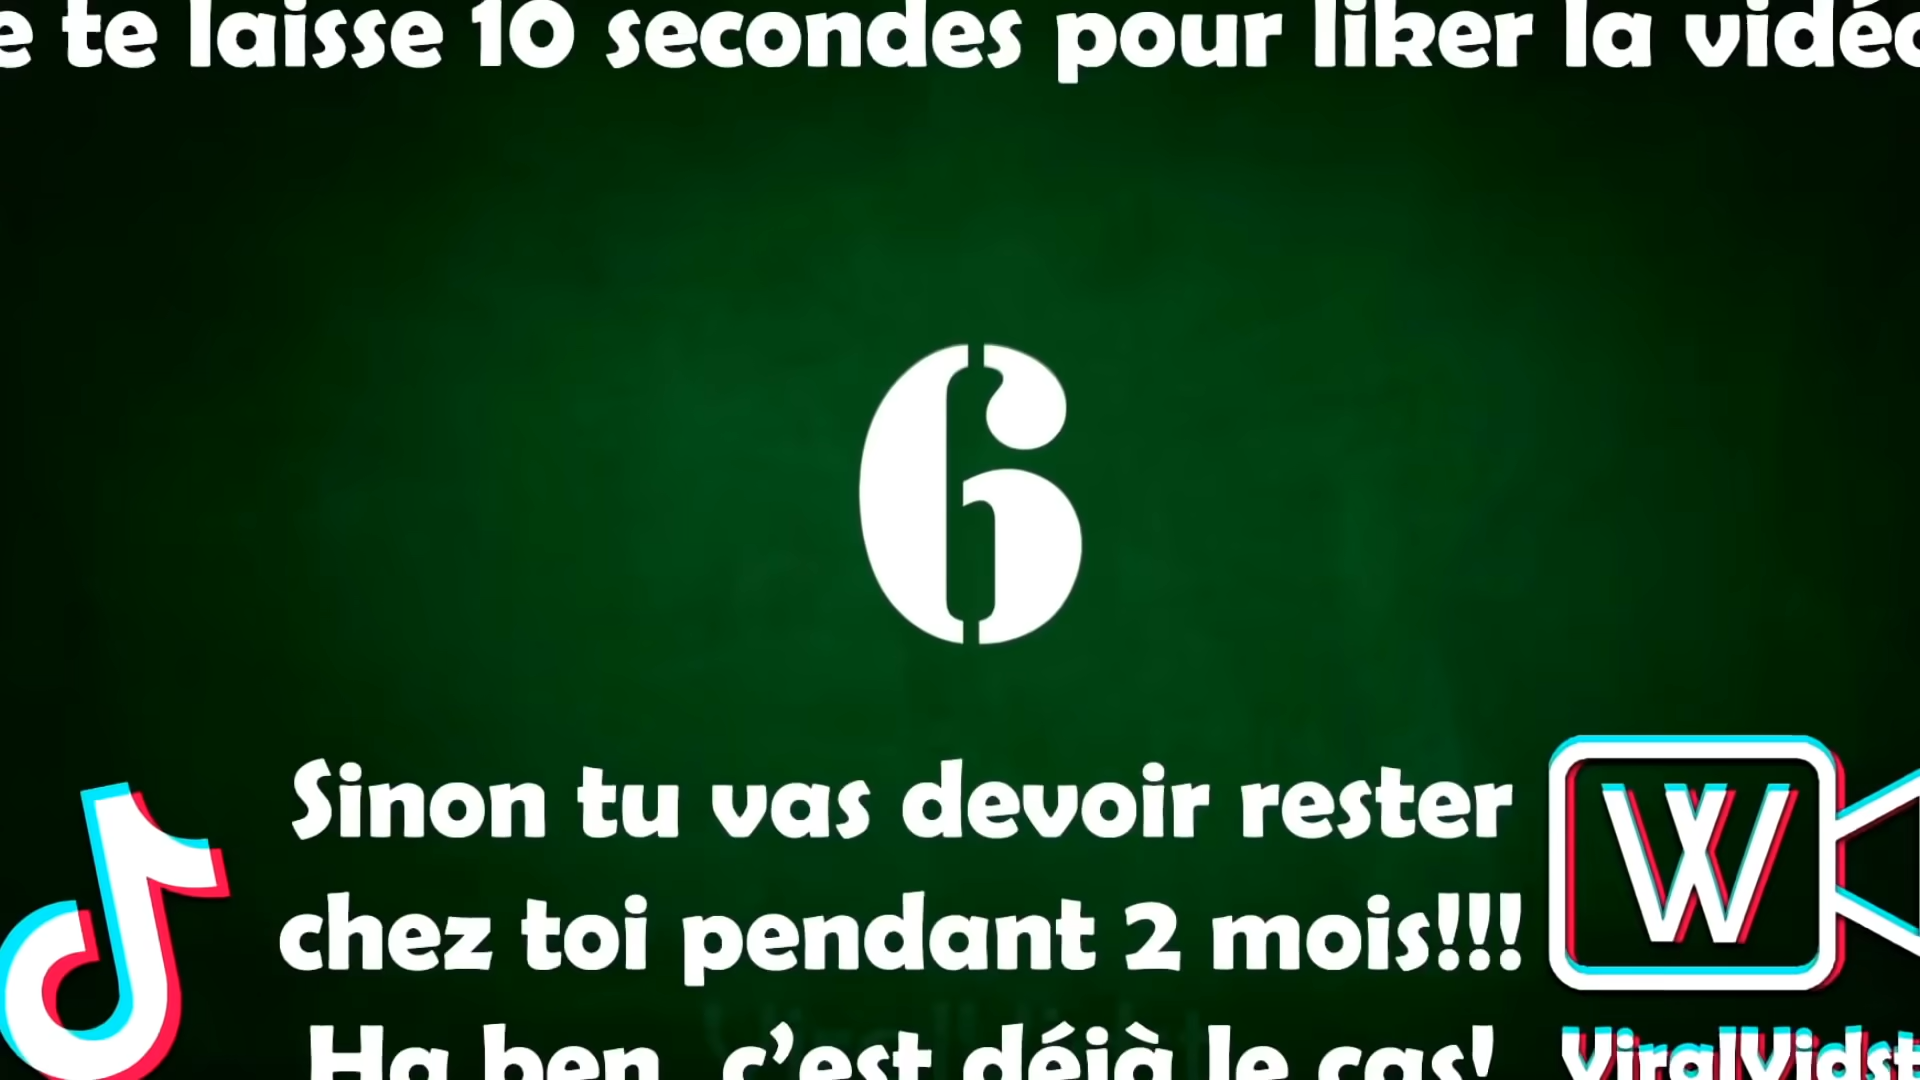 e te laisse 10 secondes pour liker la vidéo
6
Sinon tu vas devoir rester
chez toi pendant 2 mois!!!
W
Ha ben, c'est déjà le cas!
ViralVidst